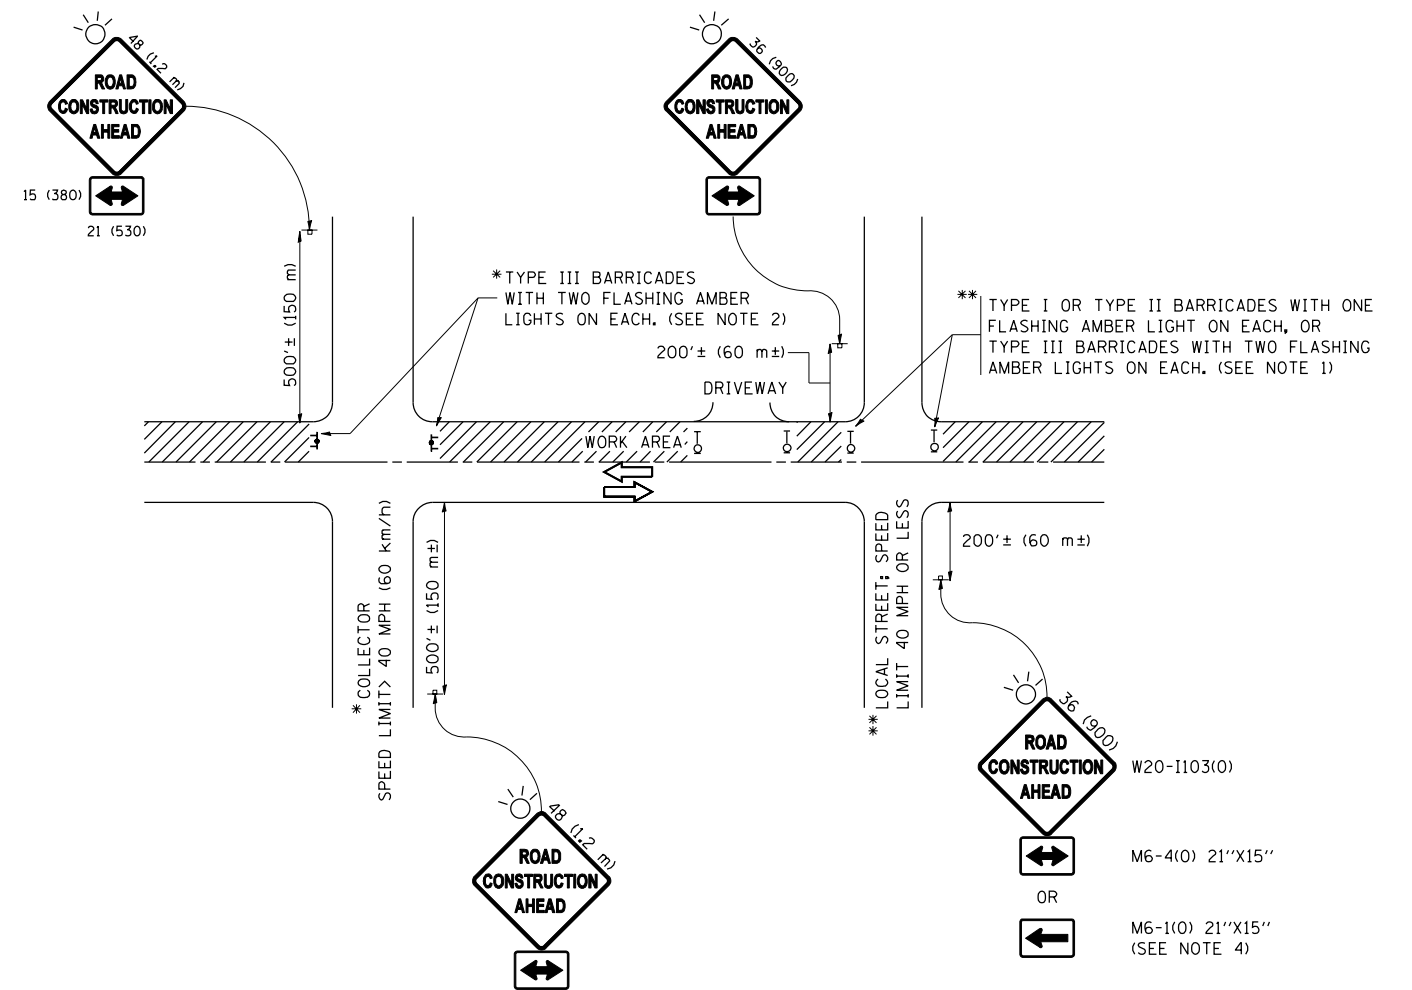 48 (1.2 m)
ROAD
CONSTRUCTION
AHEAD
15 (380)
21 (530)
36 (900)
ROAD
CONSTRUCTION
AHEAD
500'± (150 m)
*TYPE III BARRICADES
WITH TWO FLASHING AMBER
LIGHTS ON EACH. (SEE NOTE 2)
200'± (60 m±)
DRIVEWAY
** TYPE I OR TYPE II BARRICADES WITH ONE
FLASHING AMBER LIGHT ON EACH, OR
TYPE III BARRICADES WITH TWO FLASHING
AMBER LIGHTS ON EACH. (SEE NOTE 1)
WORK AREA
*COLLECTOR
SPEED LIMIT> 40 MPH (60 km/h)
500'± (150 m±)
**LOCAL STREET; SPEED
LIMIT 40 MPH OR LESS
200'± (60 m±)
36 (900)
ROAD
CONSTRUCTION
AHEAD
W20-I103(O)
M6-4(O) 21''X15''
OR
M6-1(O) 21''X15''
(SEE NOTE 4)
48 (1.2 m)
ROAD
CONSTRUCTION
AHEAD